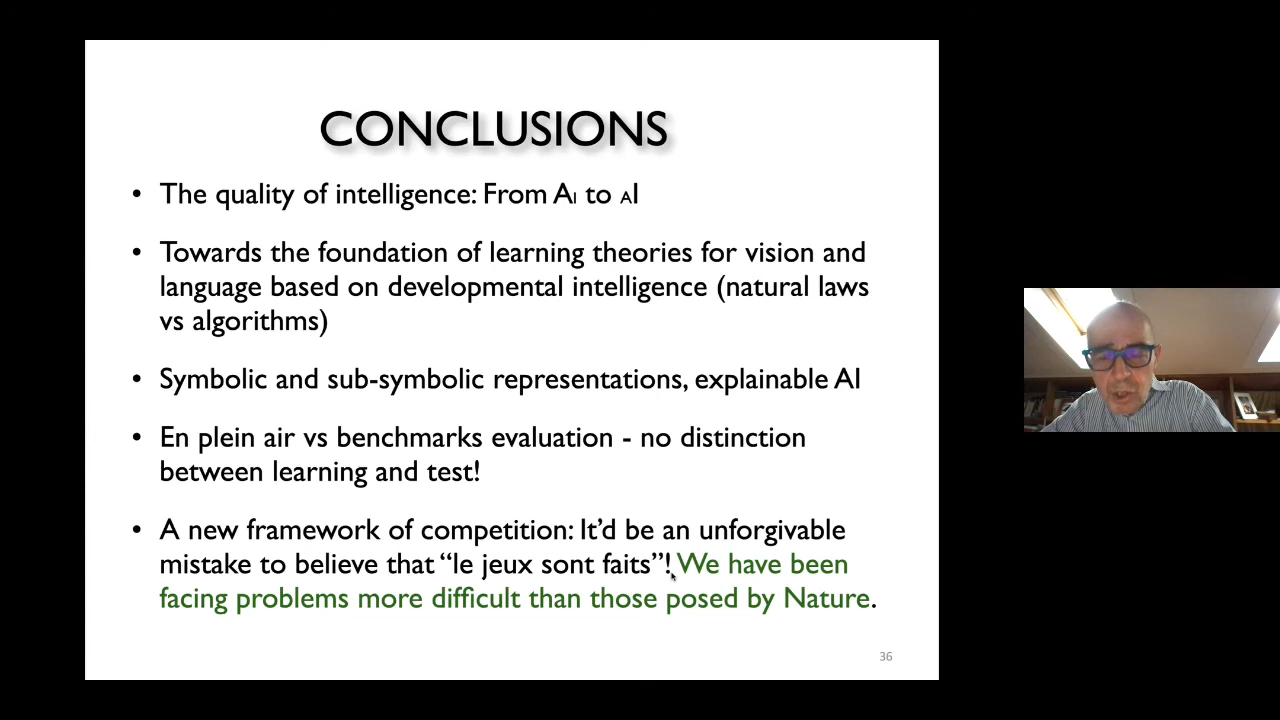 CONCLUSIONS
• The quality of intelligence: From AI to AI
• Towards the foundation of learning theories for vision and
language based on developmental intelligence (natural laws
vs algorithms)
• Symbolic and sub-symbolic representations, explainable AI
• En plein air vs benchmarks evaluation - no distinction
between learning and test!
• A new framework of competition: It’d be an unforgivable
mistake to believe that “le jeux sont faits”! We have been
facing problems more difficult than those posed by Nature.
36